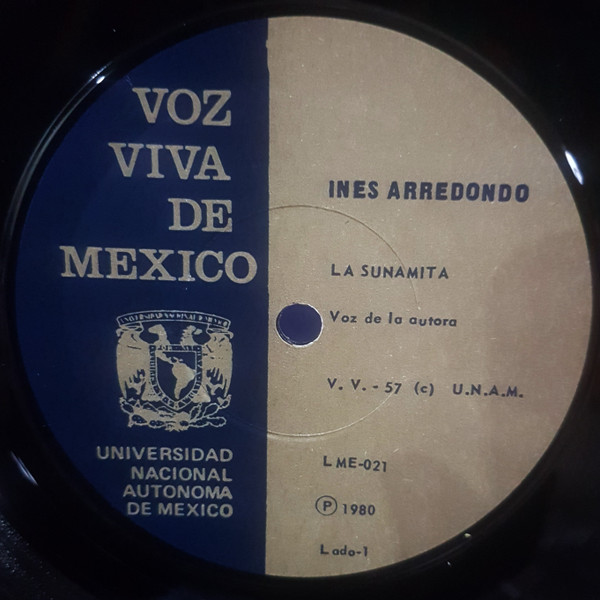 VOZ
VIVA
DE
MEXICO
UNIVERSIDAD
NACIONAL
AUTONOMA
DE MEXICO
INES ARREDONDO
LA SUNAMITA
Voz de la autora
V. V. - 57 (c) U.N.A.M.
LME-021
Ⓟ 1980
Lado-1